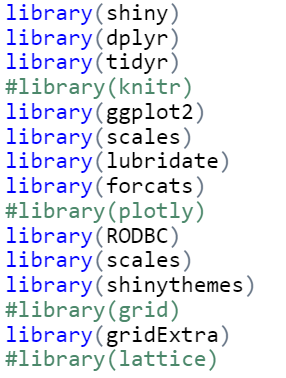 library(shiny)
library(dplyr)
library(tidyr)
#library(knitr)
library(ggplot2)
library(scales)
library(lubridate)
library(forcats)
#library(plotly)
library(RODBC)
library(scales)
library(shinythemes)
#library(grid)
library(gridExtra)
#library(lattice)